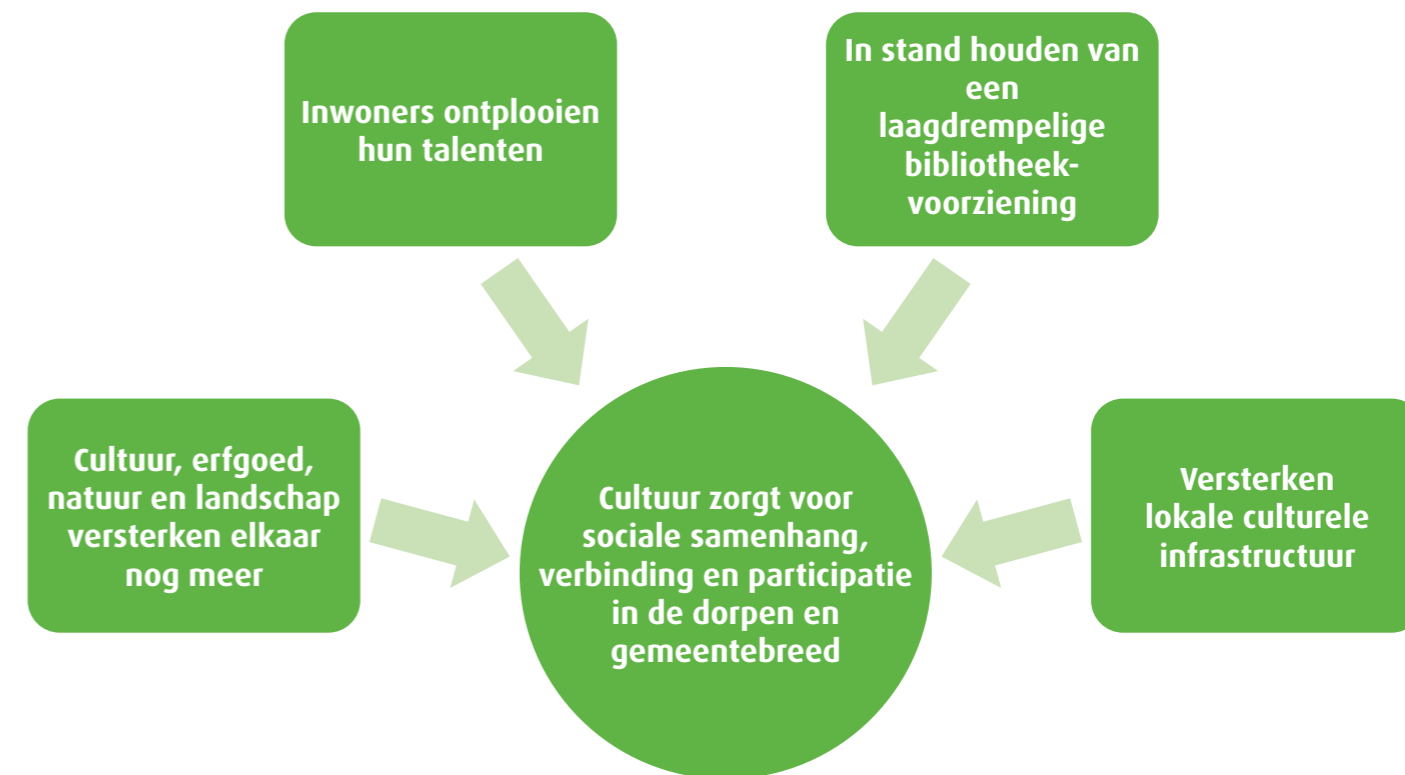 Inwoners ontplooien
hun talenten
In stand houden van
een
laagdrempelige
bibliotheek-
voorziening
Cultuur, erfgoed,
natuur en landschap
versterken elkaar
nog meer
Cultuur zorgt voor
sociale samenhang,
verbinding en participatie
in de dorpen en
gemeentebreed
Versterken
lokale culturele
infrastructuur